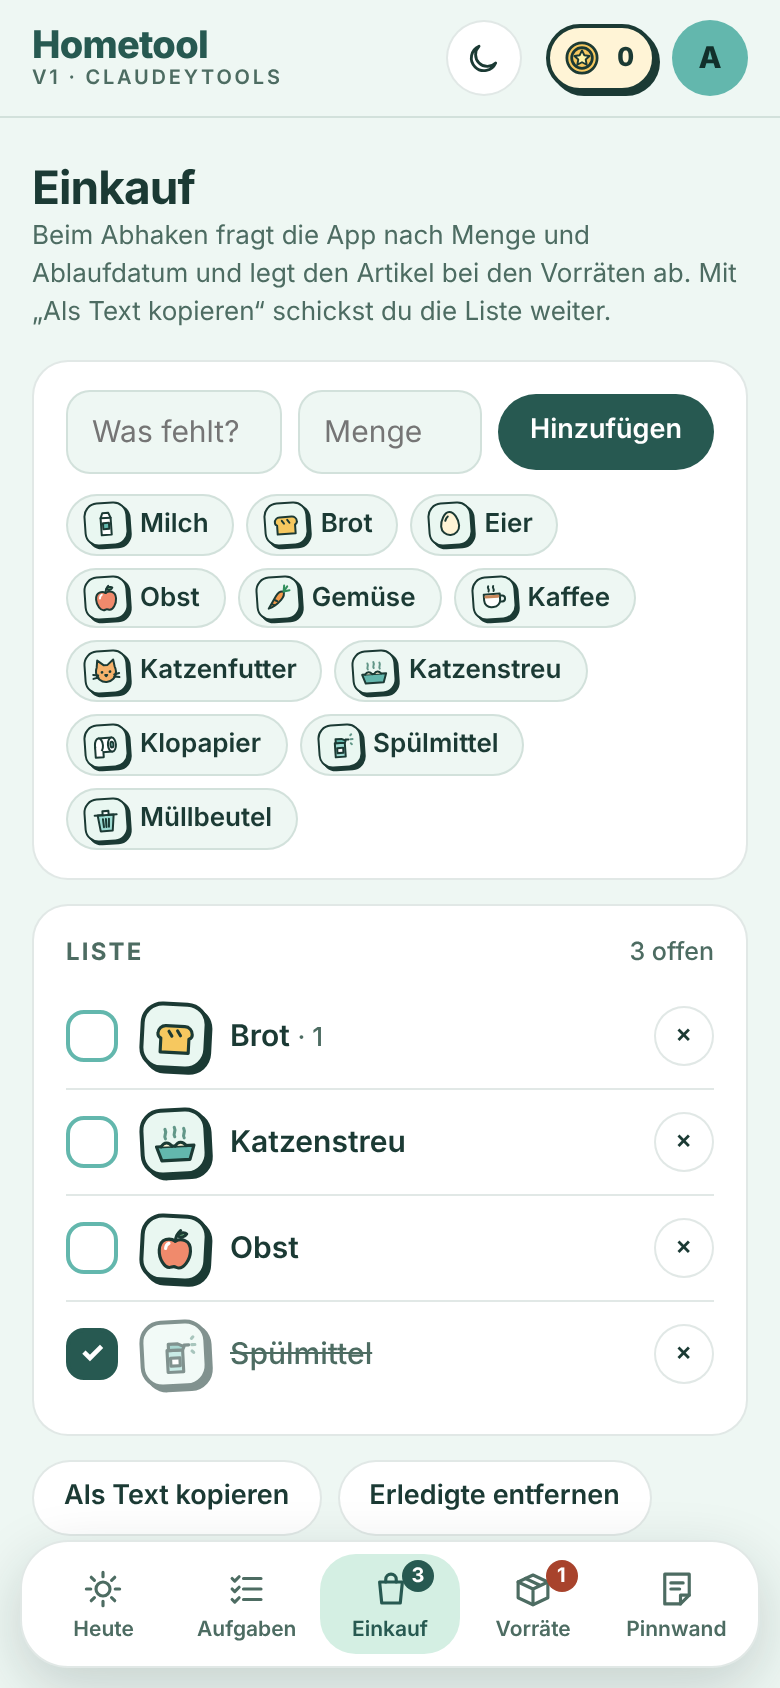 Hometool
V1 · CLAUDEYTOOLS
0
A
Einkauf
Beim Abhaken fragt die App nach Menge und
Ablaufdatum und legt den Artikel bei den Vorräten ab. Mit
„Als Text kopieren“ schickst du die Liste weiter.
Was fehlt?
Menge
Hinzufügen
Milch
Brot
Eier
Obst
Gemüse
Kaffee
Katzenfutter
Katzenstreu
Klopapier
Spülmittel
Müllbeutel
LISTE
3 offen
Brot · 1
Katzenstreu
Obst
Spülmittel
Als Text kopieren
Erledigte entfernen
Heute
Aufgaben
3
Einkauf
1
Vorräte
Pinnwand